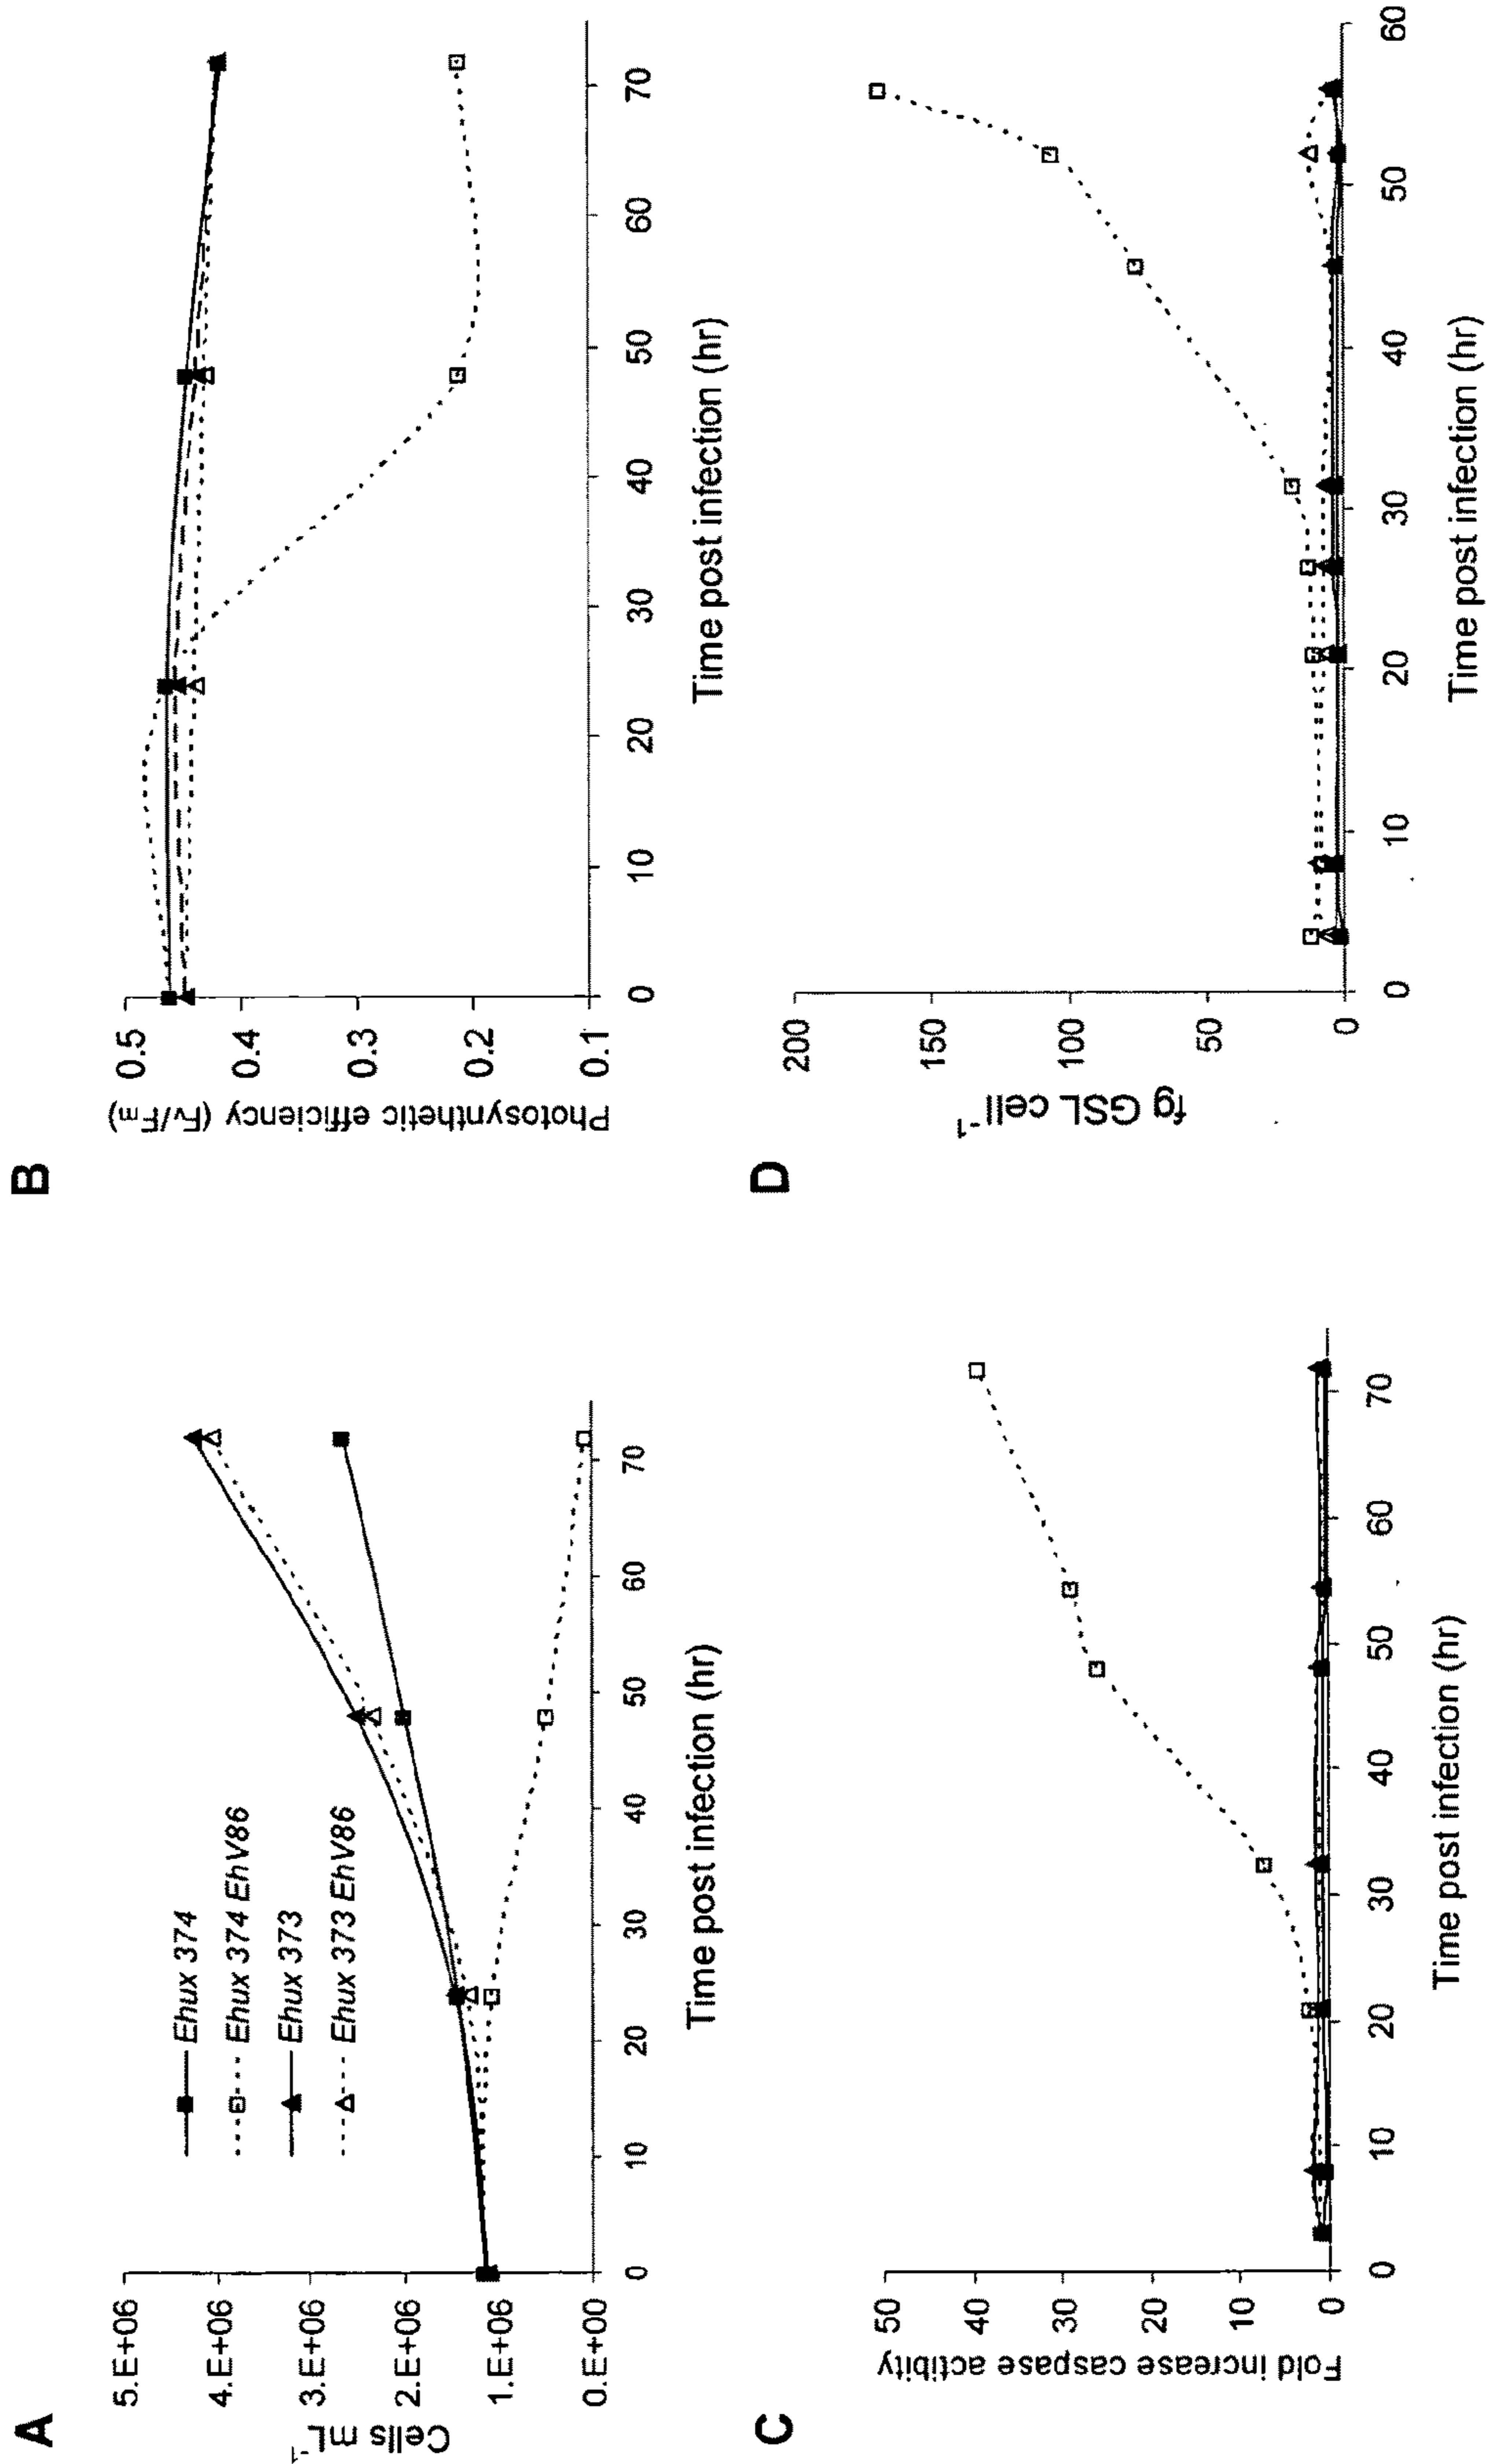 A
Cells mL⁻¹
5.E+06
4.E+06
3.E+06
2.E+06
1.E+06
0.E+00
0 10 20 30 40 50 60 70
Time post infection (hr)
Ehux 374
Ehux 374 EhV86
Ehux 373
Ehux 373 EhV86
B
Photosynthetic efficiency (Fv/Fm)
0.5
0.4
0.3
0.2
0.1
0 10 20 30 40 50 60 70
Time post infection (hr)
C
Fold increase caspase actibity
50
40
30
20
10
0
0 10 20 30 40 50 60 70
Time post infection (hr)
D
fg GSL cell⁻¹
200
150
100
50
0
0 10 20 30 40 50 60
Time post infection (hr)